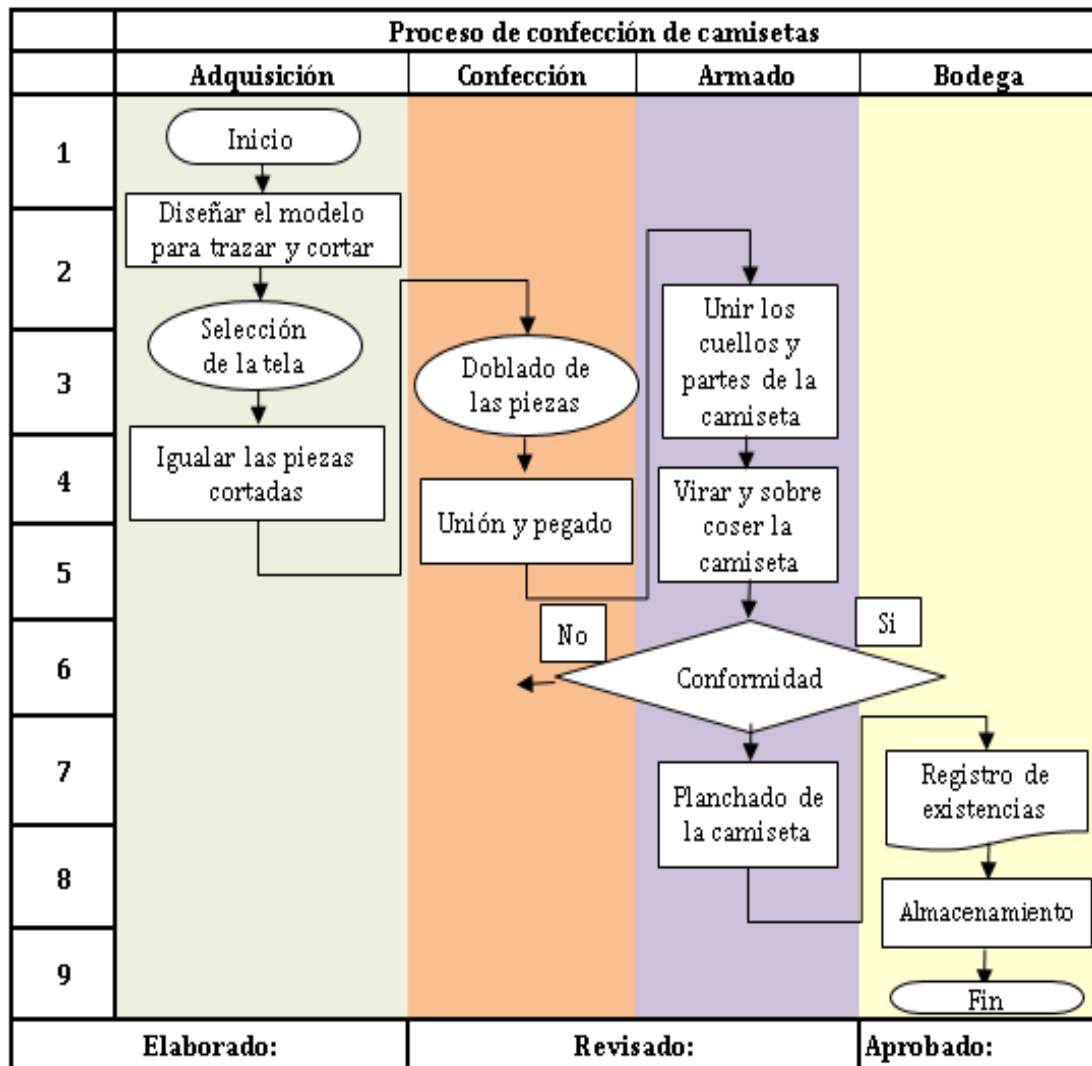 Proceso de confección de camisetas
Adquisición Confección Armado Bodega
1
Inicio
2
Diseñar el modelo
para trazar y cortar
3
Selección
de la tela
4
Igualar las piezas
cortadas
Doblado de
las piezas
Unión y pegado
5
Unir los
cuellos y
partes de la
camiseta
Virar y sobre
coser la
camiseta
6
No
Conformidad
Si
7
Planchado de
la camiseta
Registro de
existencias
8
Almacenamiento
9
Fin
Elaborado: Revisado: Aprobado: